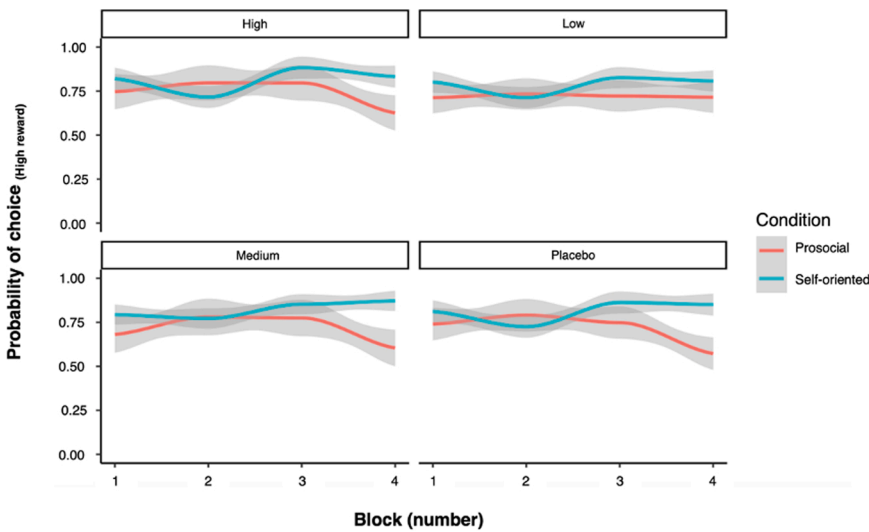 High
Low
1.00
0.75
0.50
0.25
0.00
Medium
Placebo
1.00
0.75
0.50
0.25
0.00
1 2 3 4 1 2 3 4
Probability of choice (High reward)
Block (number)
Condition
Prosocial
Self-oriented